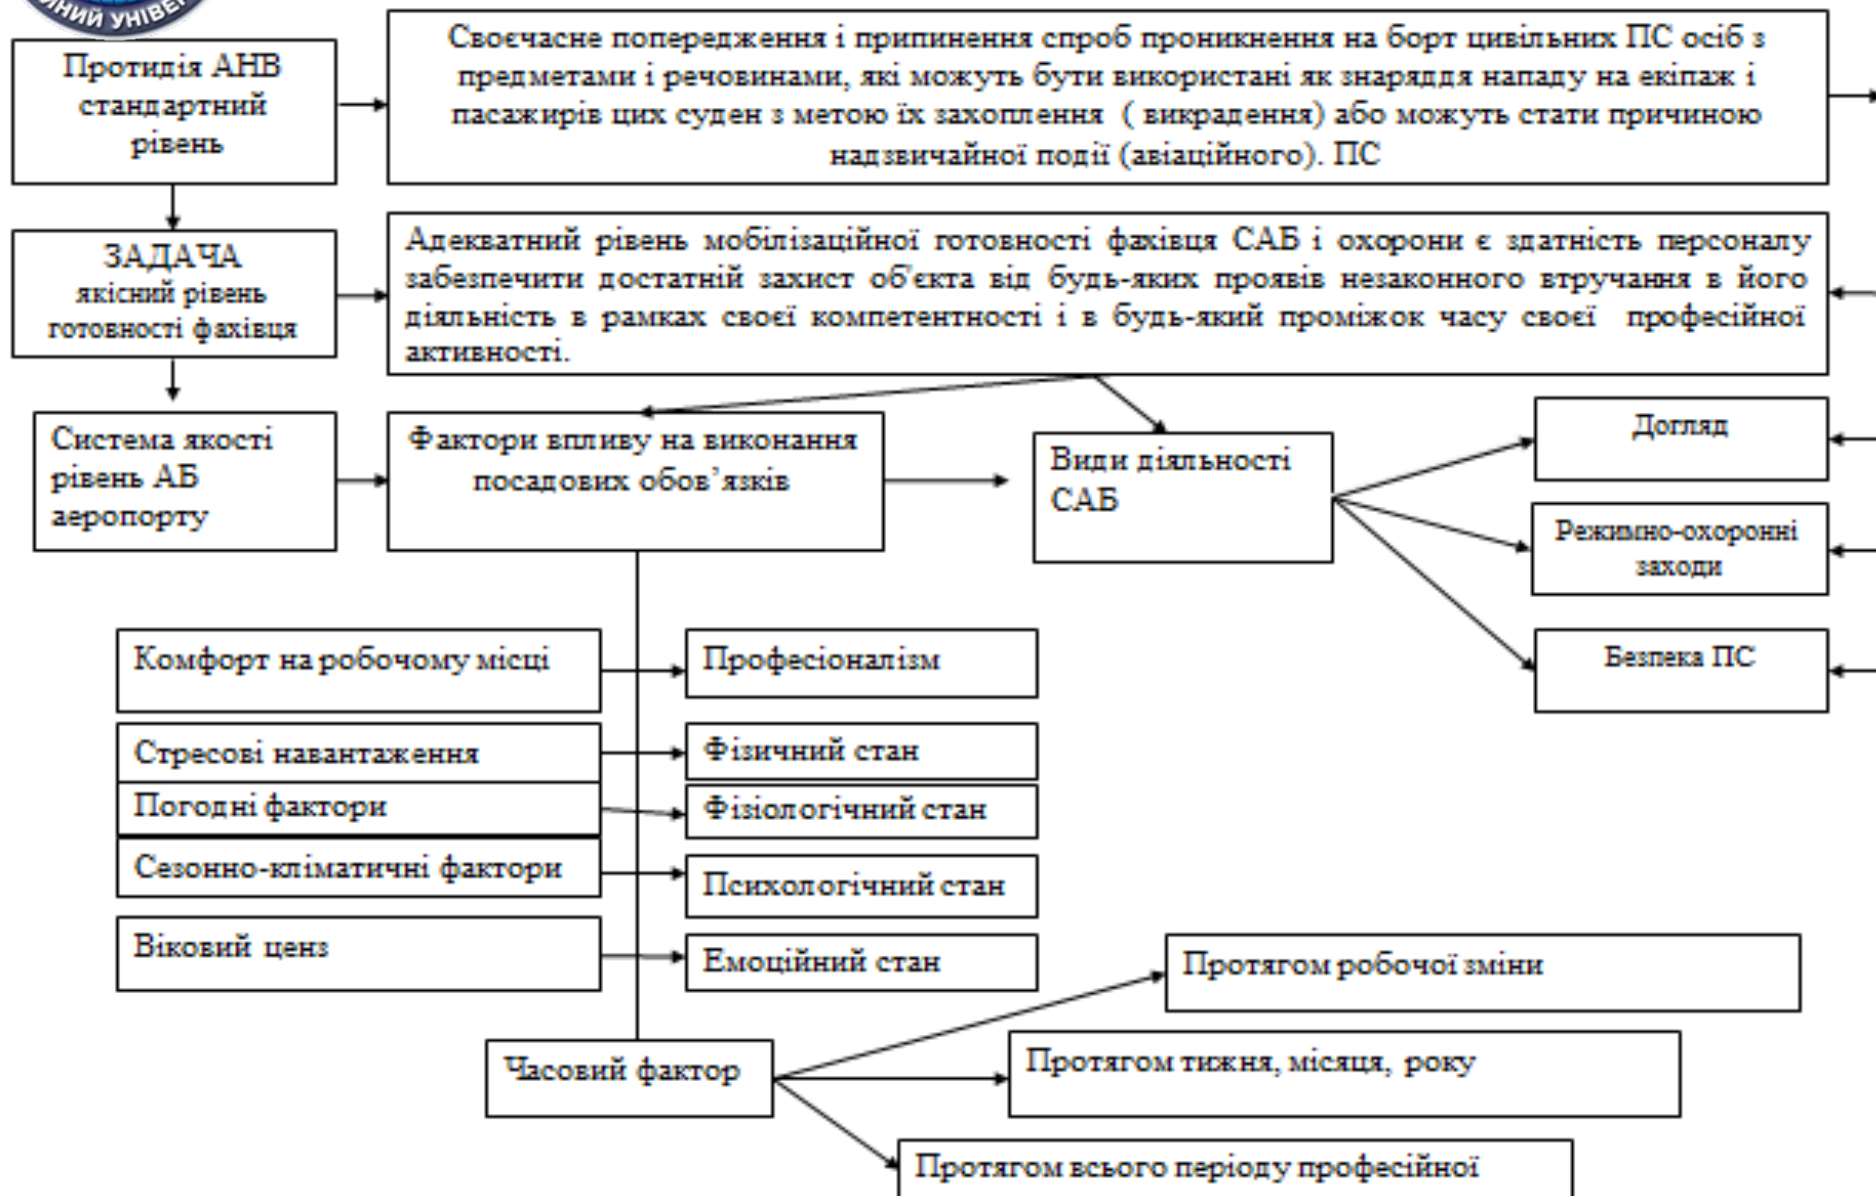 ЙНИЙ УНІВЕР
Протидія АНВ
стандартний
рівень
Своєчасне попередження і припинення спроб проникнення на борт цивільних ПС осіб з
предметами і речовинами, які можуть бути використані як знаряддя нападу на екіпаж і
пасажирів цих суден з метою їх захоплення ( викрадення) або можуть стати причиною
надзвичайної події (авіаційного). ПС
ЗАДАЧА
якісний рівень
готовності фахівця
Адекватний рівень мобілізаційної готовності фахівця САБ і охорони є здатність персоналу
забезпечити достатній захист об'єкта від будь-яких проявів незаконного втручання в його
діяльність в рамках своєї компетентності і в будь-який проміжок часу своєї професійної
активності.
Система якості
рівень АБ
аеропорту
Фактори впливу на виконання
посадових обов’язків
Види діяльності
САБ
Догляд
Режимно-охоронні
заходи
Безпека ПС
Комфорт на робочому місці
Професіоналізм
Стресові навантаження
Фізичний стан
Погодні фактори
Фізіологічний стан
Сезонно-кліматичні фактори
Психологічний стан
Віковий ценз
Емоційний стан
Протягом робочої зміни
Часовий фактор
Протягом тижня, місяця, року
Протягом всього періоду професійної